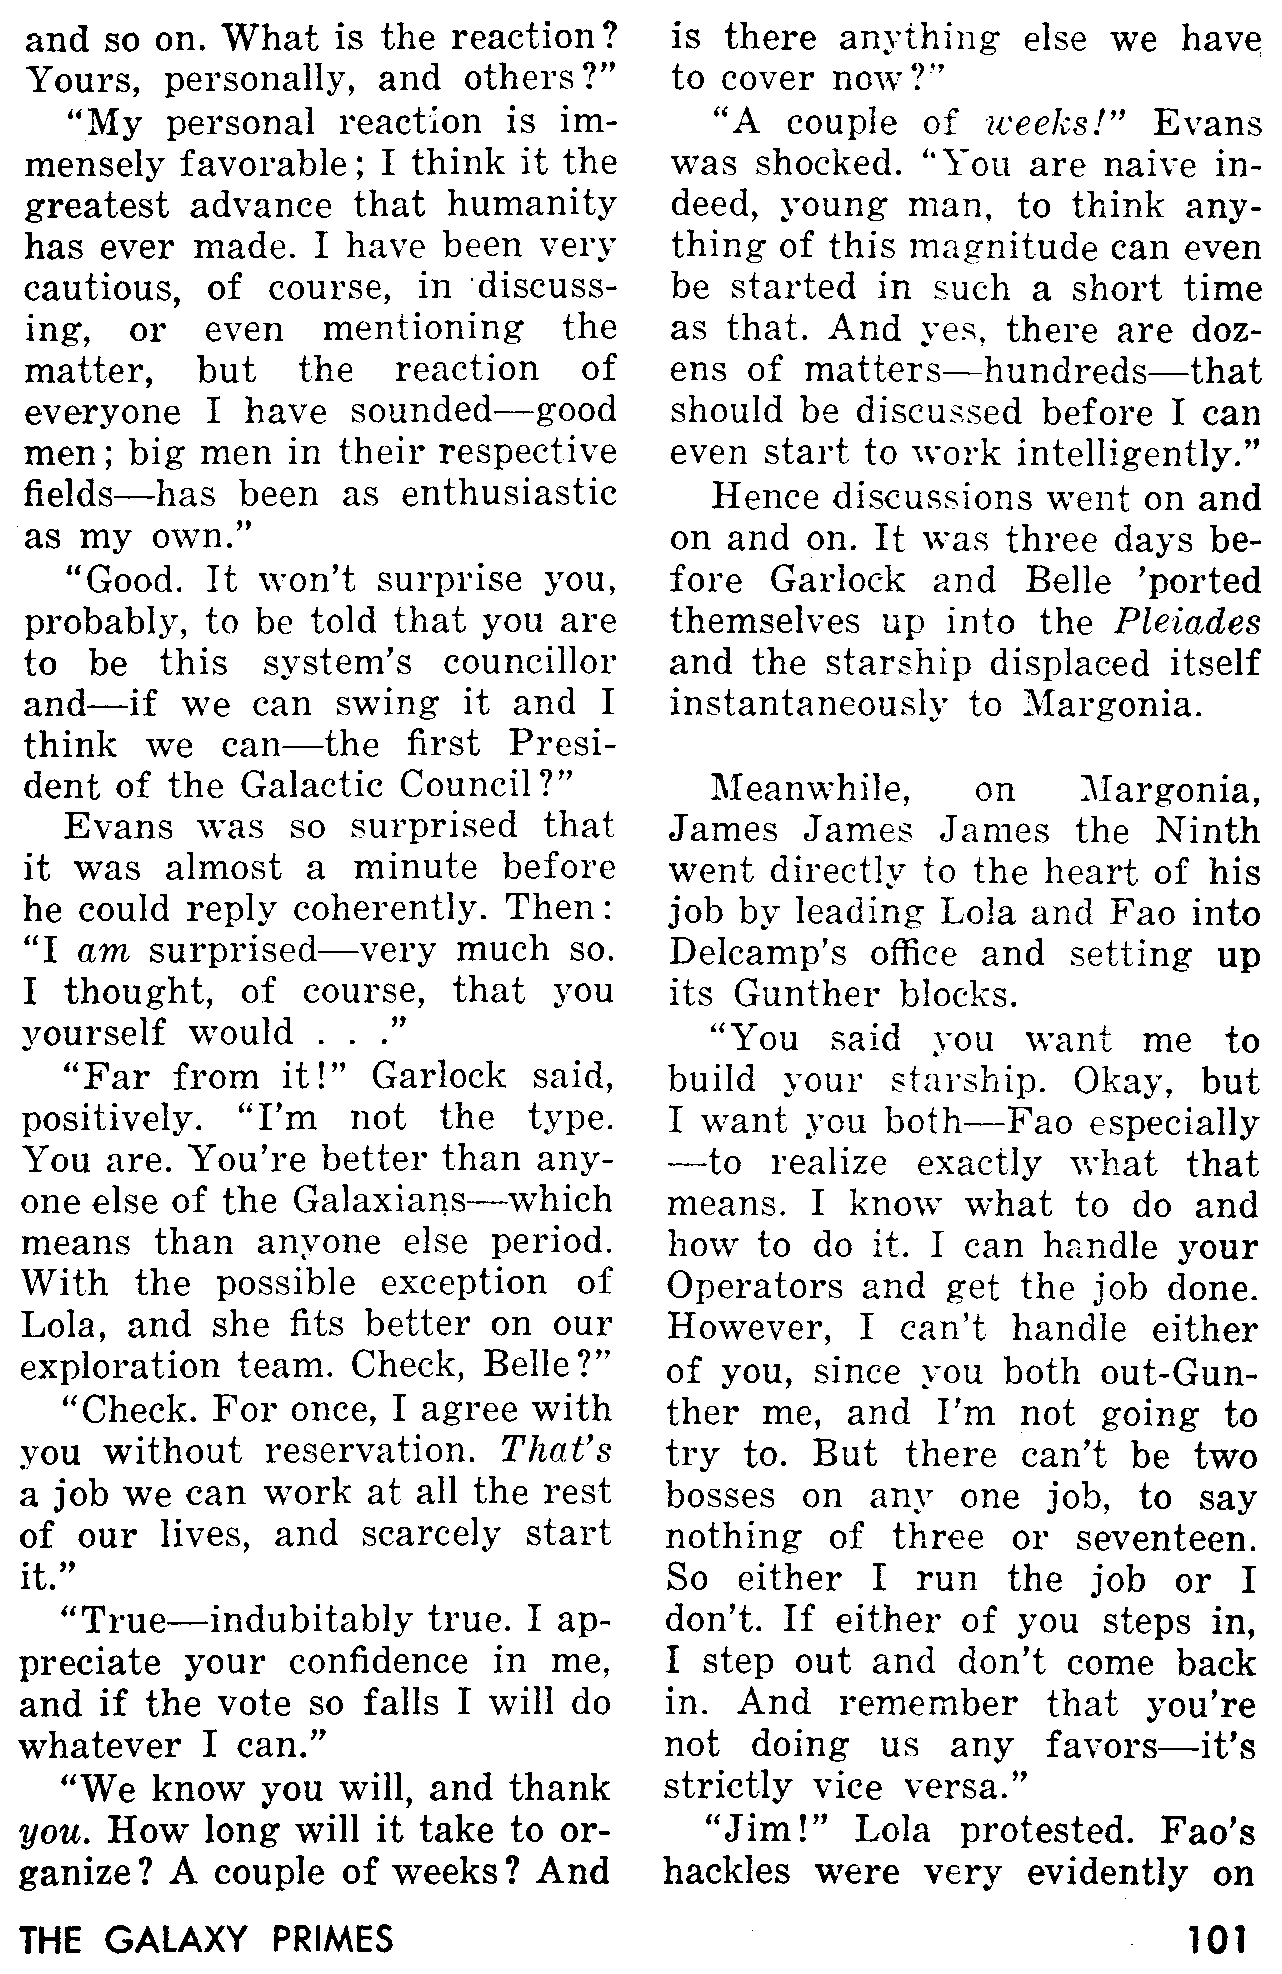 and so on. What is the reaction?
Yours, personally, and others?"
"My personal reaction is im-
mensely favorable; I think it the
greatest advance that humanity
has ever made. I have been very
cautious, of course, in discuss-
ing, or even mentioning the
matter, but the reaction of
everyone I have sounded—good
men; big men in their respective
fields—has been as enthusiastic
as my own."
"Good. It won't surprise you,
probably, to be told that you are
to be this system's councillor
and—if we can swing it and I
think we can—the first Presi-
dent of the Galactic Council?"
Evans was so surprised that
it was almost a minute before
he could reply coherently. Then:
"I am surprised—very much so.
I thought, of course, that you
yourself would . . ."
"Far from it!" Garlock said,
positively. "I'm not the type.
You are. You're better than any-
one else of the Galaxians—which
means than anyone else period.
With the possible exception of
Lola, and she fits better on our
exploration team. Check, Belle?"
"Check. For once, I agree with
you without reservation. That's
a job we can work at all the rest
of our lives, and scarcely start
it."
"True—indubitably true. I ap-
preciate your confidence in me,
and if the vote so falls I will do
whatever I can."
"We know you will, and thank
you. How long will it take to or-
ganize? A couple of weeks? And
is there anything else we have
to cover now?"
"A couple of weeks!" Evans
was shocked. "You are naive in-
deed, young man, to think any-
thing of this magnitude can even
be started in such a short time
as that. And yes, there are doz-
ens of matters—hundreds—that
should be discussed before I can
even start to work intelligently."
Hence discussions went on and
on and on. It was three days be-
fore Garlock and Belle 'ported
themselves up into the Pleiades
and the starship displaced itself
instantaneously to Margonia.
Meanwhile, on Margonia,
James James James the Ninth
went directly to the heart of his
job by leading Lola and Fao into
Delcamp's office and setting up
its Gunther blocks.
"You said you want me to
build your starship. Okay, but
I want you both—Fao especially
—to realize exactly what that
means. I know what to do and
how to do it. I can handle your
Operators and get the job done.
However, I can't handle either
of you, since you both out-Gun-
ther me, and I'm not going to
try to. But there can't be two
bosses on any one job, to say
nothing of three or seventeen.
So either I run the job or I
don't. If either of you steps in,
I step out and don't come back
in. And remember that you're
not doing us any favors—it's
strictly vice versa."
"Jim!" Lola protested. Fao's
hackles were very evidently on
THE GALAXY PRIMES
101